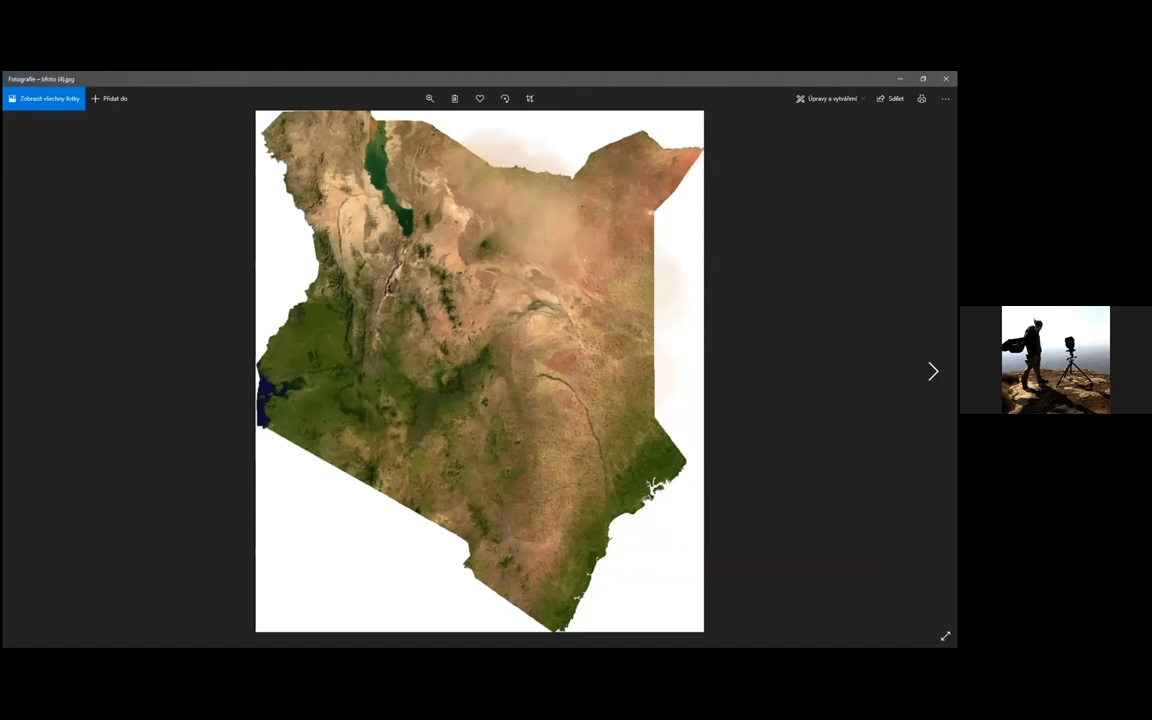 Fotografie – bfoto (4).jpg
Zobrazit všechny fotky
Přidat do
Úpravy a vytváření
Sdílet